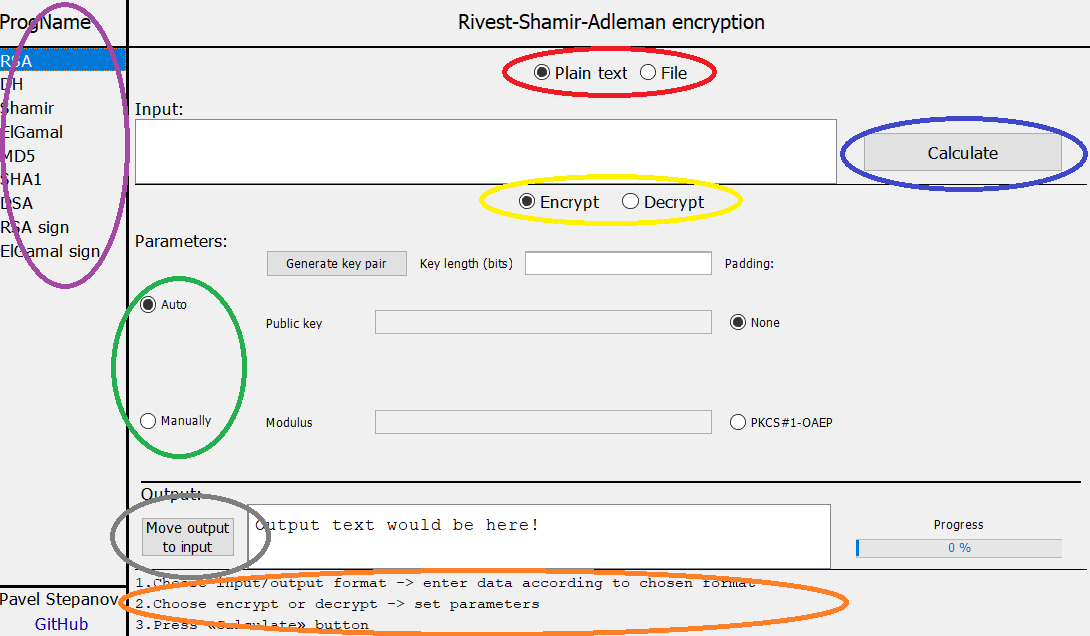 ProgName
Rivest-Shamir-Adleman encryption
RSA
DH
Shamir
ElGamal
MD5
SHA1
DSA
RSA sign
ElGamal sign
Plain text File
Input:
Calculate
Encrypt Decrypt
Parameters:
Generate key pair Key length (bits) Padding:
Auto
Public key None
Manually Modulus PKCS#1-OAEP
Output:
Move output
to input
Output text would be here!
Progress
0 %
1.Choose input/output format -> enter data according to chosen format
2.Choose encrypt or decrypt -> set parameters
3.Press «Calculate» button
Pavel Stepanov
GitHub